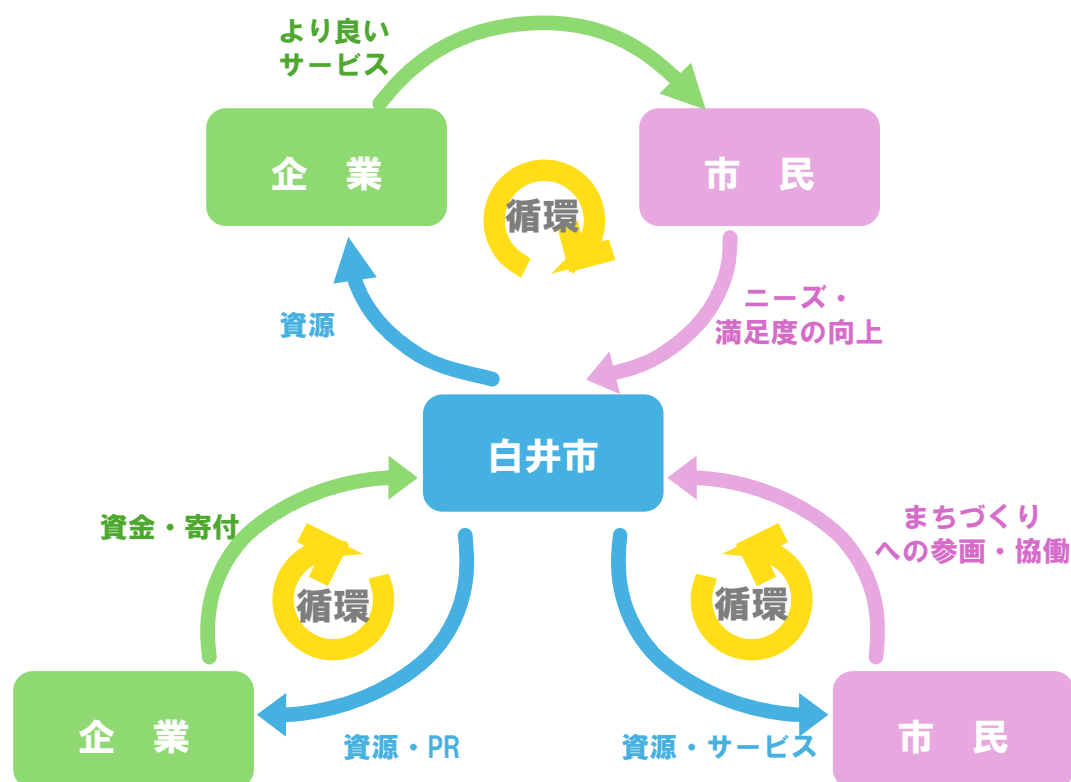 より良い
サービス
企 業
市 民
循環
資源
ニーズ・
満足度の向上
白井市
資金・寄付
まちづくり
への参画・協働
循環
循環
企 業
資源・PR
資源・サービス
市 民